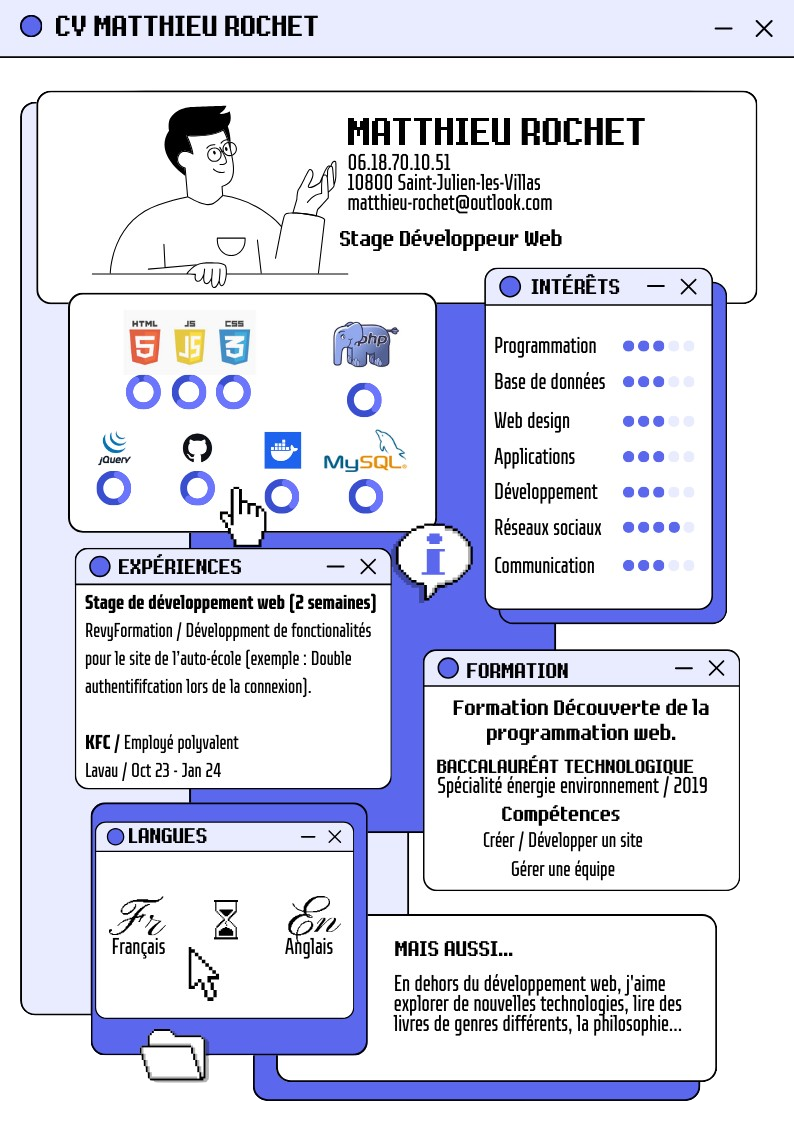 CV MATTHIEU ROCHET
MATTHIEU ROCHET
06.18.70.10.51
10800 Saint-Julien-les-Villas
matthieu-rochet@outlook.com
Stage Développeur Web
HTML JS CSS
5 JS 3
php
jQuery
MySQL
INTÉRÊTS
Programmation
Base de données
Web design
Applications
Développement
Réseaux sociaux
Communication
i
EXPÉRIENCES
Stage de développement web (2 semaines)
RevyFormation / Développment de fonctionalités
pour le site de l'auto-école (exemple : Double
authentififcation lors de la connexion).
KFC / Employé polyvalent
Lavau / Oct 23 - Jan 24
FORMATION
Formation Découverte de la
programmation web.
BACCALAURÉAT TECHNOLOGIQUE
Spécialité énergie environnement / 2019
Compétences
Créer / Développer un site
Gérer une équipe
LANGUES
Fr En
Français Anglais
MAIS AUSSI...
En dehors du développement web, j'aime
explorer de nouvelles technologies, lire des
livres de genres différents, la philosophie...